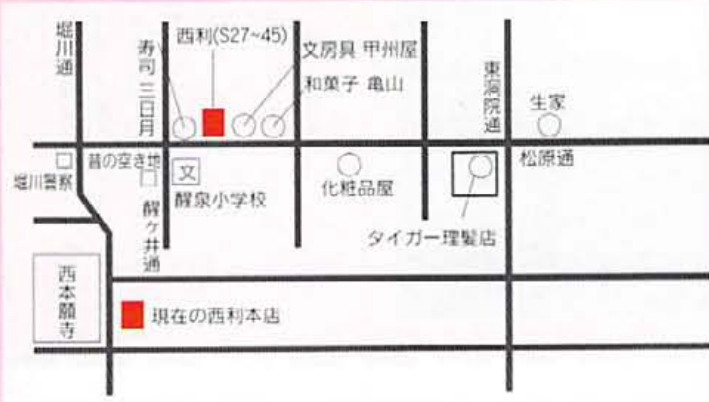 堀川通
寿司 三日月
西利(S27~45)
文房具 甲州屋
和菓子 亀山
東洞院通
生家
堀川警察
昔の空き地
文
醒泉小学校
化粧品屋
松原通
醒ヶ井通
タイガー理髪店
西本願寺
現在の西利本店